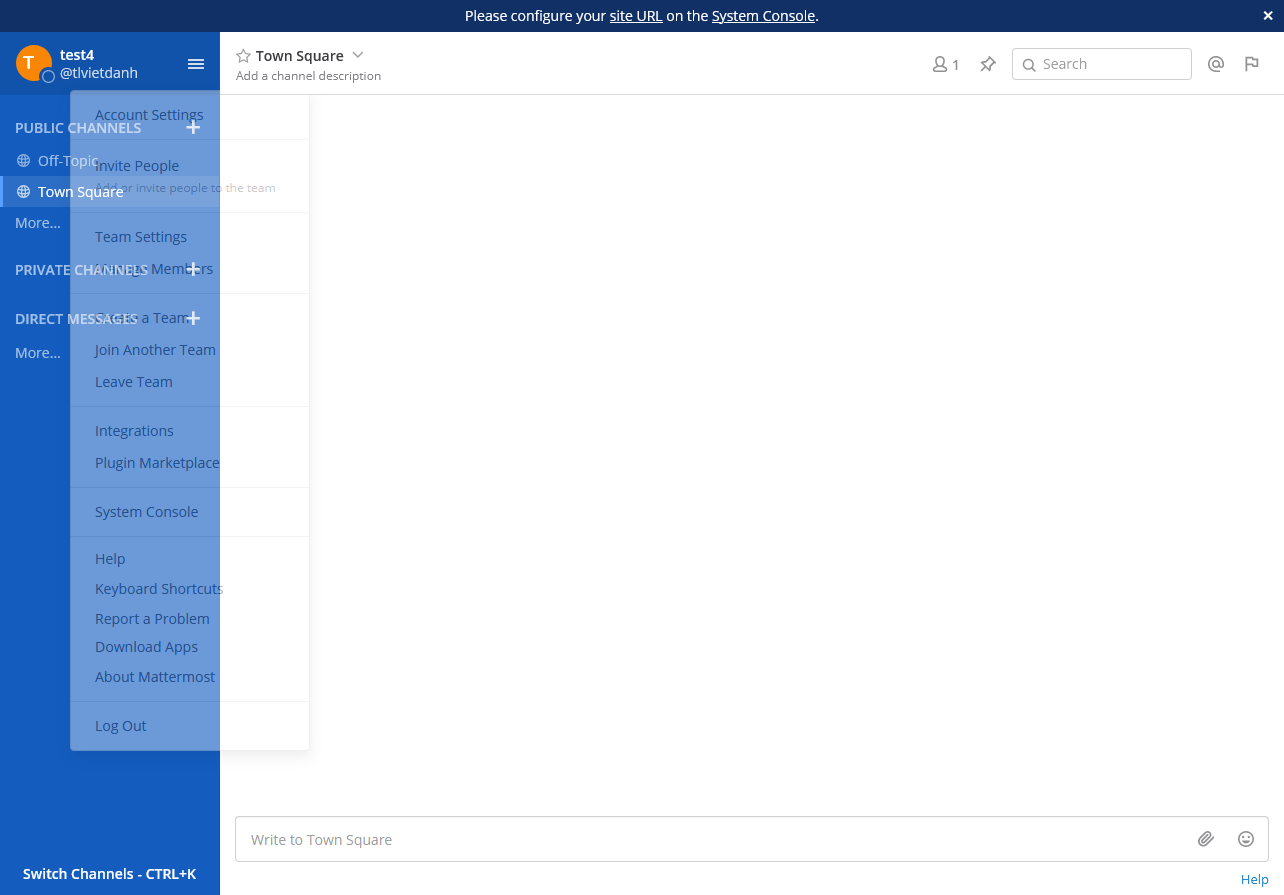 Please configure your site URL on the System Console.
T
test4
@tlvietdanh
Town Square
Add a channel description
1
Search
PUBLIC CHANNELS
Off-Topic
Town Square
More...
PRIVATE CHANNELS
DIRECT MESSAGES
More...
Account Settings
Invite People
Add or invite people to the team
Team Settings
Manage Members
Create a Team
Join Another Team
Leave Team
Integrations
Plugin Marketplace
System Console
Help
Keyboard Shortcuts
Report a Problem
Download Apps
About Mattermost
Log Out
Write to Town Square
Switch Channels - CTRL+K
Help